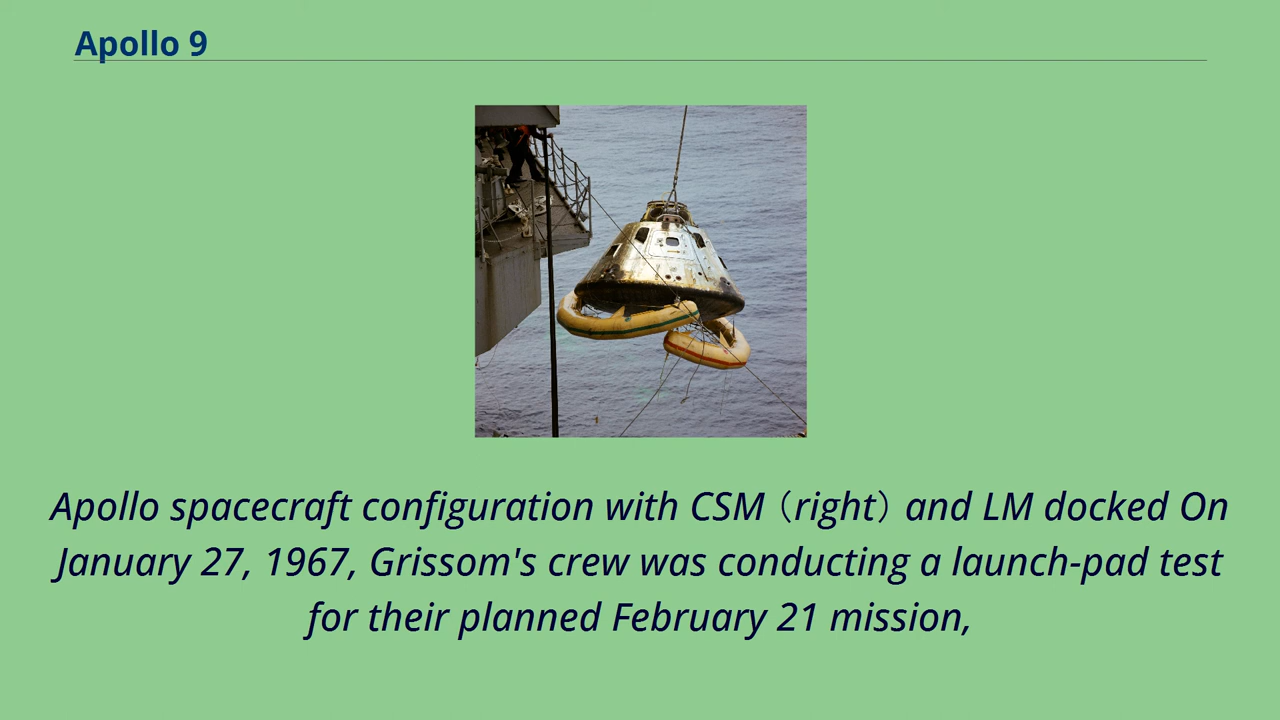 Apollo 9
Apollo spacecraft configuration with CSM（right）and LM docked On
January 27, 1967, Grissom's crew was conducting a launch-pad test
for their planned February 21 mission,